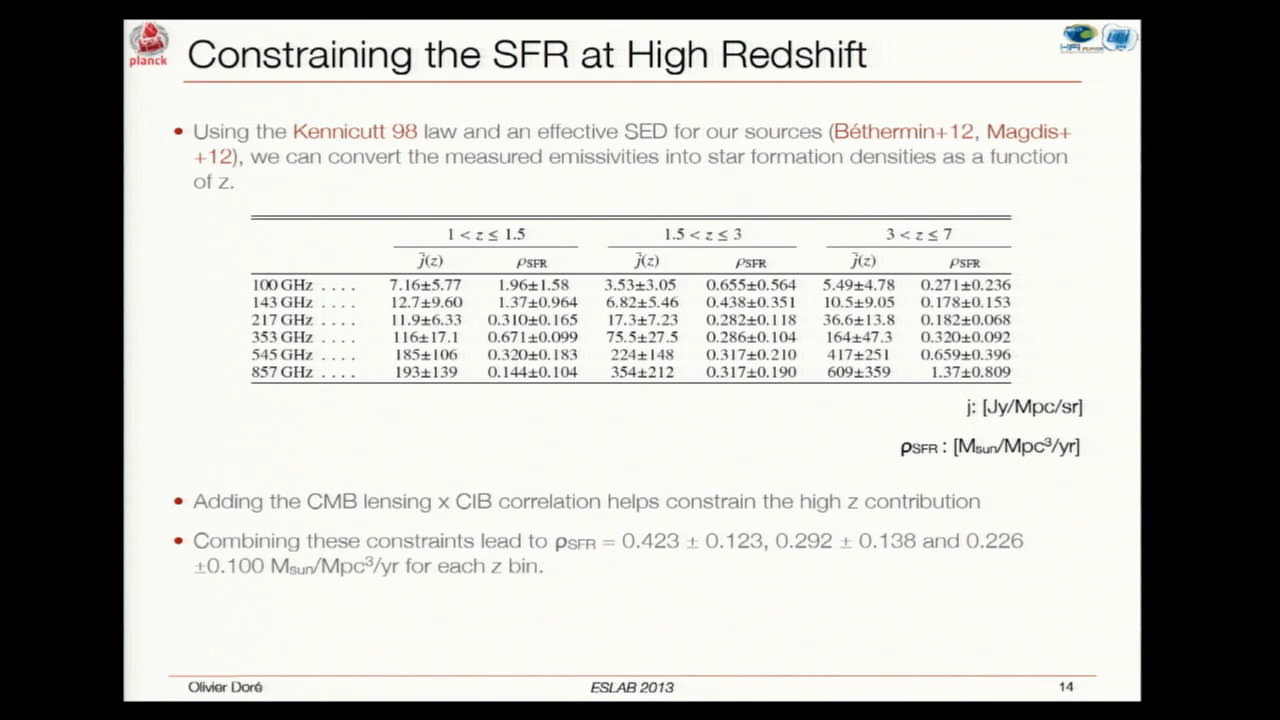 planck
Constraining the SFR at High Redshift
HFi PLANCK
• Using the Kennicutt 98 law and an effective SED for our sources (Béthermin+12, Magdis+
+12), we can convert the measured emissivities into star formation densities as a function
of z.
1 < z ≤ 1.5 1.5 < z ≤ 3 3 < z ≤ 7
j̄(z) ρSFR j̄(z) ρSFR j̄(z) ρSFR
100 GHz . . . . 7.16±5.77 1.96±1.58 3.53±3.05 0.655±0.564 5.49±4.78 0.271±0.236
143 GHz . . . . 12.7±9.60 1.37±0.964 6.82±5.46 0.438±0.351 10.5±9.05 0.178±0.153
217 GHz . . . . 11.9±6.33 0.310±0.165 17.3±7.23 0.282±0.118 36.6±13.8 0.182±0.068
353 GHz . . . . 116±17.1 0.671±0.099 75.5±27.5 0.286±0.104 164±47.3 0.320±0.092
545 GHz . . . . 185±106 0.320±0.183 224±148 0.317±0.210 417±251 0.659±0.396
857 GHz . . . . 193±139 0.144±0.104 354±212 0.317±0.190 609±359 1.37±0.809
j: [Jy/Mpc/sr]
ρSFR : [Msun/Mpc³/yr]
• Adding the CMB lensing x CIB correlation helps constrain the high z contribution
• Combining these constraints lead to ρSFR = 0.423 ± 0.123, 0.292 ± 0.138 and 0.226
±0.100 Msun/Mpc³/yr for each z bin.
Olivier Doré ESLAB 2013 14